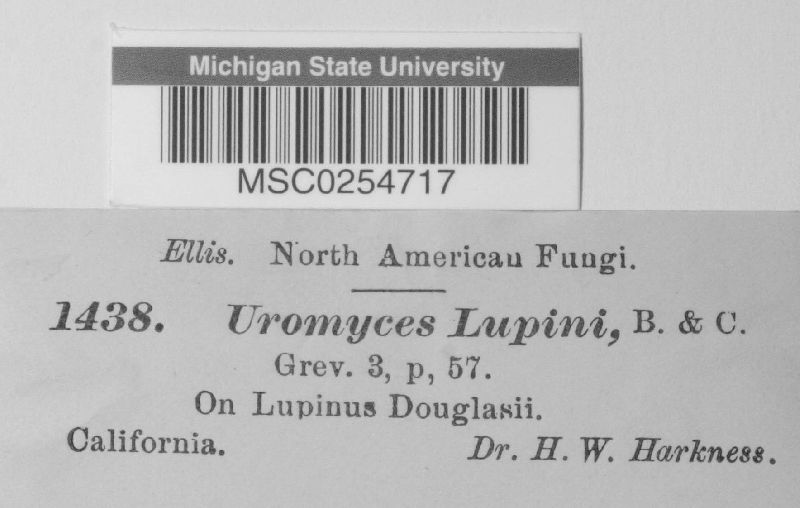 Michigan State University
MSC0254717
Ellis. North American Fungi.
1438. Uromyces Lupini, B. & C.
Grev. 3, p, 57.
On Lupinus Douglasii.
California. Dr. H. W. Harkness.